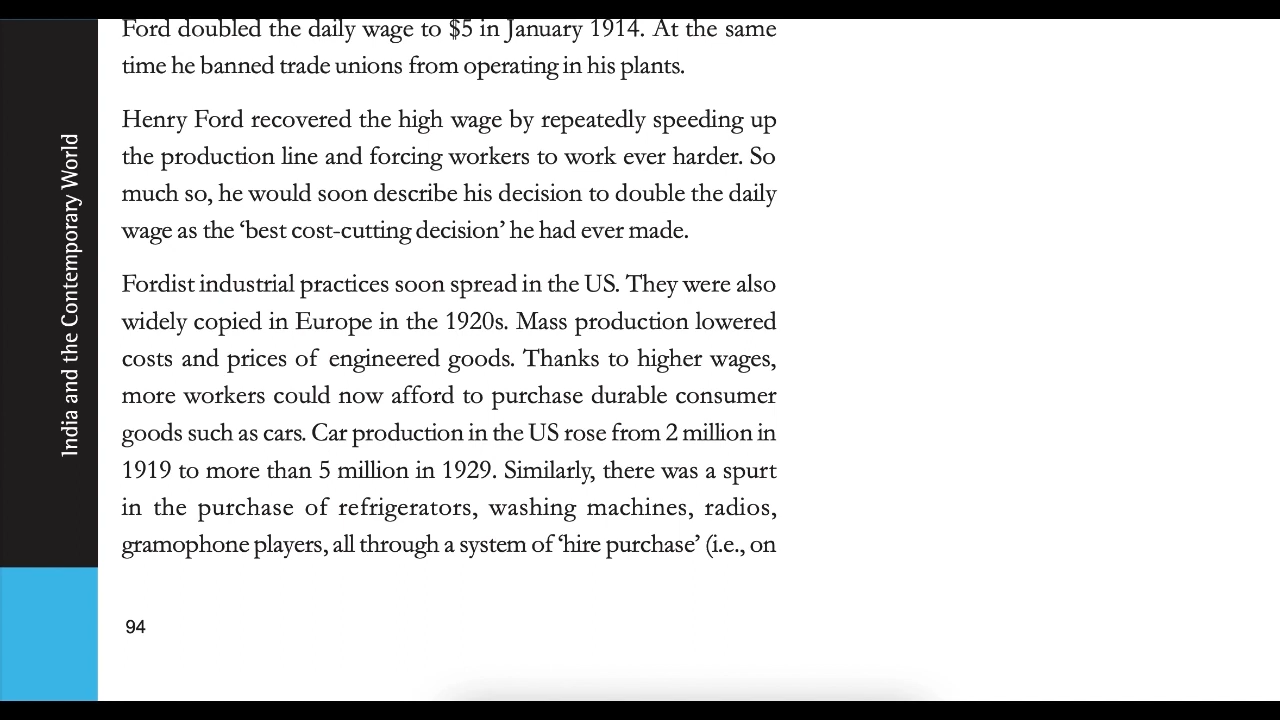 Ford doubled the daily wage to $5 in January 1914. At the same
time he banned trade unions from operating in his plants.
Henry Ford recovered the high wage by repeatedly speeding up
the production line and forcing workers to work ever harder. So
much so, he would soon describe his decision to double the daily
wage as the ‘best cost-cutting decision’ he had ever made.
Fordist industrial practices soon spread in the US. They were also
widely copied in Europe in the 1920s. Mass production lowered
costs and prices of engineered goods. Thanks to higher wages,
more workers could now afford to purchase durable consumer
goods such as cars. Car production in the US rose from 2 million in
1919 to more than 5 million in 1929. Similarly, there was a spurt
in the purchase of refrigerators, washing machines, radios,
gramophone players, all through a system of ‘hire purchase’ (i.e., on
India and the Contemporary World
94